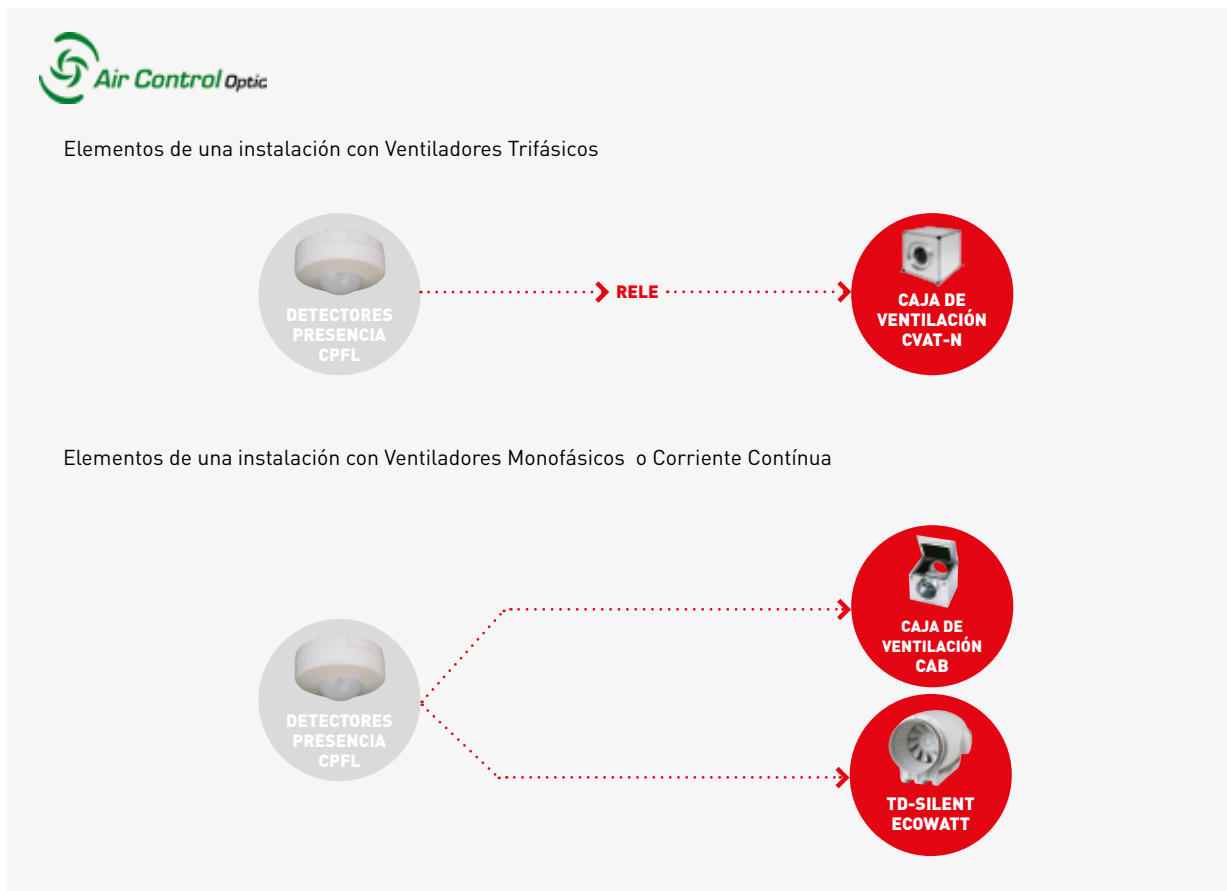 Air Control Optic
Elementos de una instalación con Ventiladores Trifásicos
DETECTORES
PRESENCIA
CPFL
RELE
CAJA DE
VENTILACIÓN
CVAT-N
Elementos de una instalación con Ventiladores Monofásicos  o Corriente Contínua
DETECTORES
PRESENCIA
CPFL
CAJA DE
VENTILACIÓN
CAB
TD-SILENT
ECOWATT